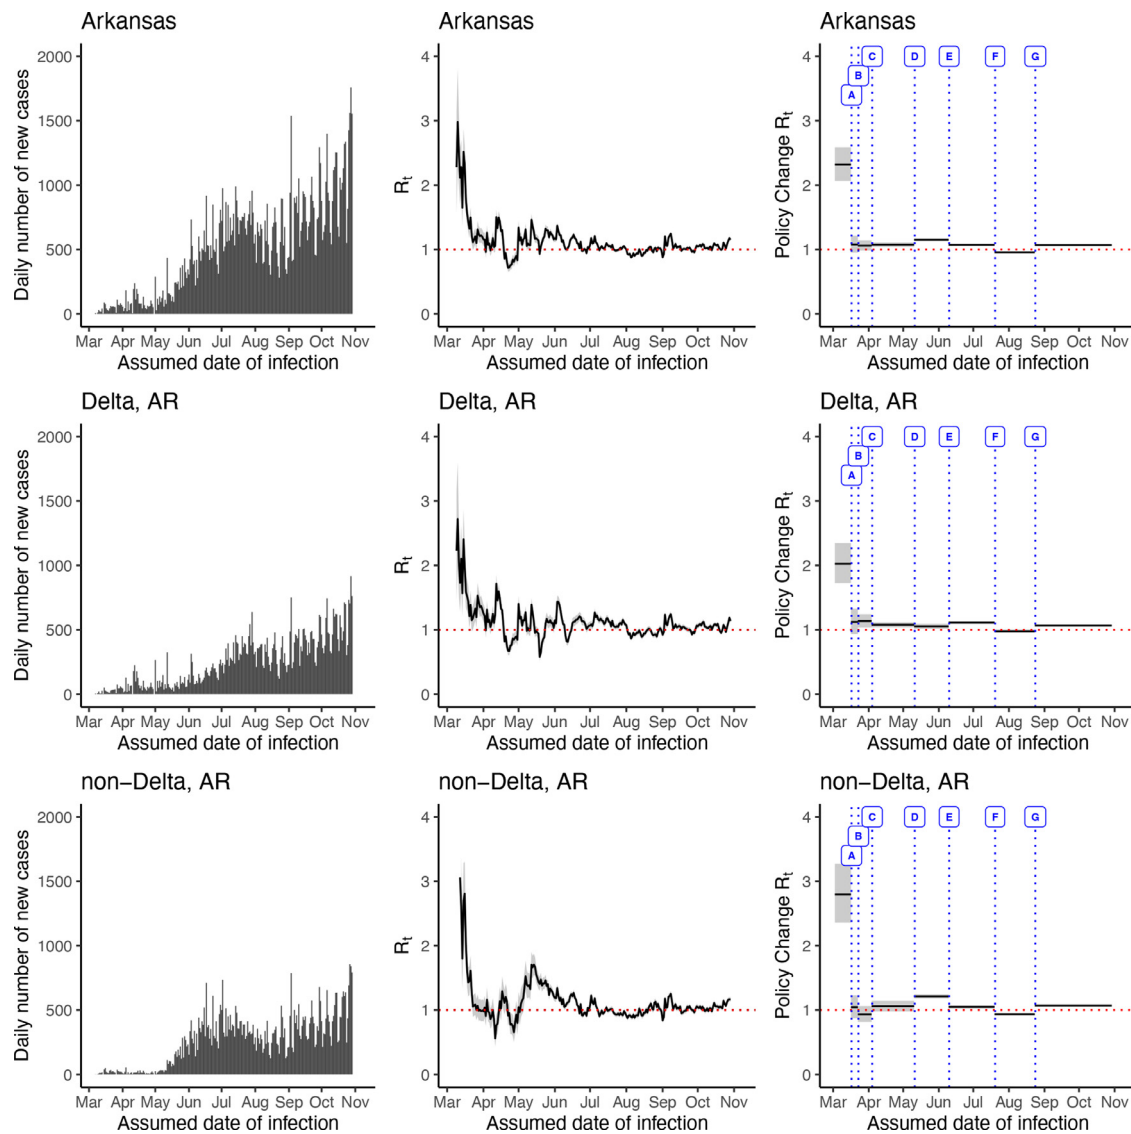 Arkansas
Daily number of new cases
2000
1500
1000
500
0
Mar Apr May Jun Jul Aug Sep Oct Nov
Assumed date of infection
Arkansas
Rt
4
3
2
1
0
Mar Apr May Jun Jul Aug Sep Oct Nov
Assumed date of infection
Arkansas
Policy Change Rt
4
3
2
1
0
A
B
C
D
E
F
G
Mar Apr May Jun Jul Aug Sep Oct Nov
Assumed date of infection
Delta, AR
Daily number of new cases
2000
1500
1000
500
0
Mar Apr May Jun Jul Aug Sep Oct Nov
Assumed date of infection
Delta, AR
Rt
4
3
2
1
0
Mar Apr May Jun Jul Aug Sep Oct Nov
Assumed date of infection
Delta, AR
Policy Change Rt
4
3
2
1
0
A
B
C
D
E
F
G
Mar Apr May Jun Jul Aug Sep Oct Nov
Assumed date of infection
non−Delta, AR
Daily number of new cases
2000
1500
1000
500
0
Mar Apr May Jun Jul Aug Sep Oct Nov
Assumed date of infection
non−Delta, AR
Rt
4
3
2
1
0
Mar Apr May Jun Jul Aug Sep Oct Nov
Assumed date of infection
non−Delta, AR
Policy Change Rt
4
3
2
1
0
A
B
C
D
E
F
G
Mar Apr May Jun Jul Aug Sep Oct Nov
Assumed date of infection